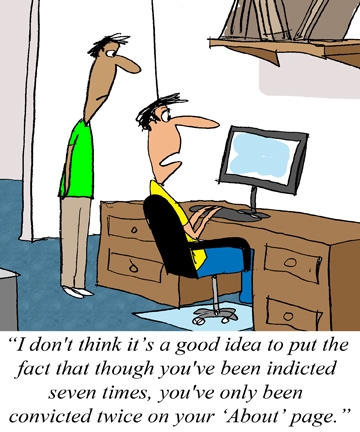 “I don't think it’s a good idea to put the
fact that though you've been indicted
seven times, you've only been
convicted twice on your ‘About’ page.”